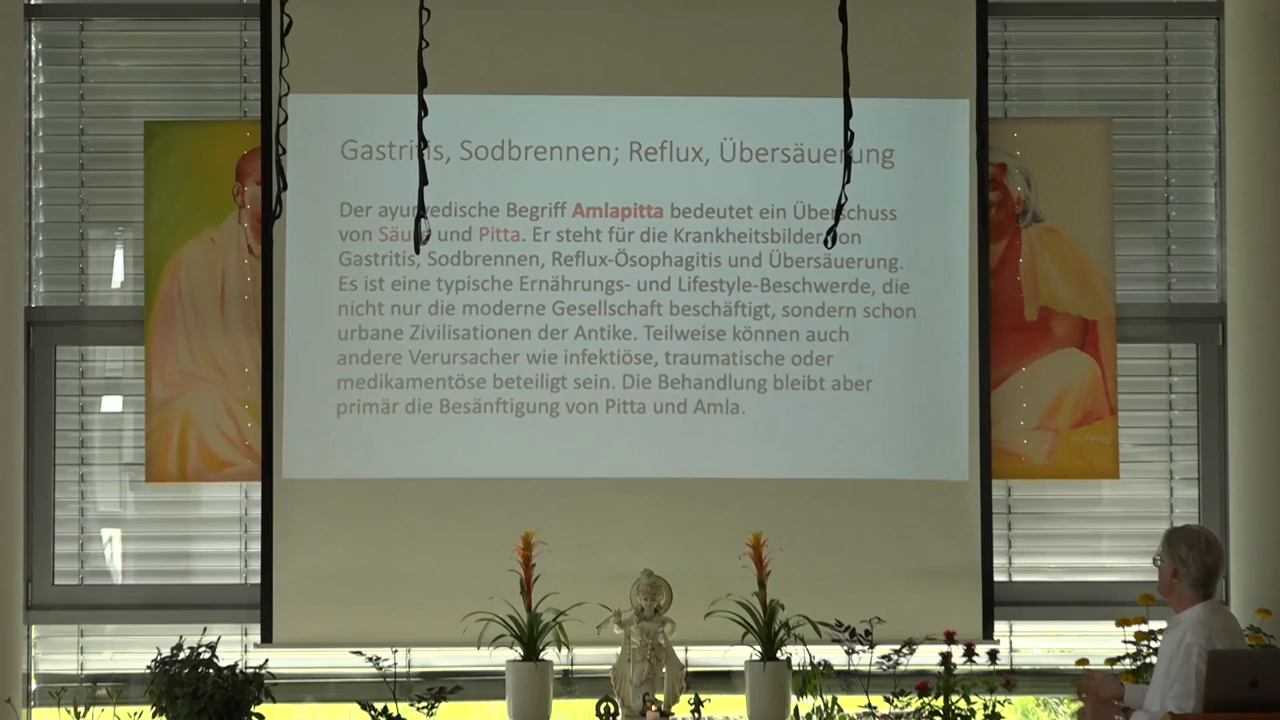 Gastritis, Sodbrennen; Reflux, Übersäuerung
Der ayurvedische Begriff Amlapitta bedeutet ein Überschuss
von Säure und Pitta. Er steht für die Krankheitsbilder von
Gastritis, Sodbrennen, Reflux-Ösophagitis und Übersäuerung.
Es ist eine typische Ernährungs- und Lifestyle-Beschwerde, die
nicht nur die moderne Gesellschaft beschäftigt, sondern schon
urbane Zivilisationen der Antike. Teilweise können auch
andere Verursacher wie infektiöse, traumatische oder
medikamentöse beteiligt sein. Die Behandlung bleibt aber
primär die Besänftigung von Pitta und Amla.